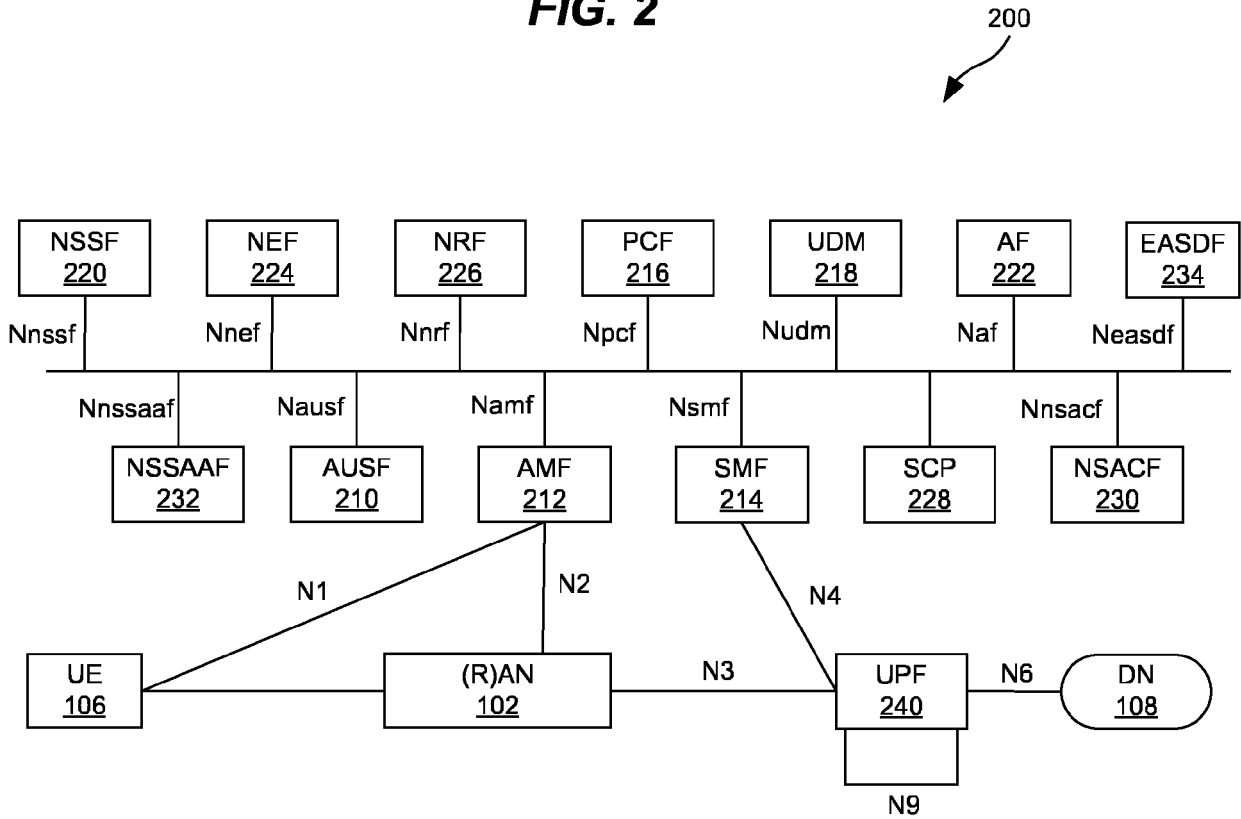 FIG. 2
200
NSSF
220
NEF
224
NRF
226
PCF
216
UDM
218
AF
222
EASDF
234
Nnssf
Nnef
Nnrf
Npcf
Nudm
Naf
Neasdf
Nnssaaf
Nausf
Namf
Nsmf
Nnsacf
NSSAAF
232
AUSF
210
AMF
212
SMF
214
SCP
228
NSACF
230
N1
N2
N4
UE
106
(R)AN
102
N3
UPF
240
N6
DN
108
N9